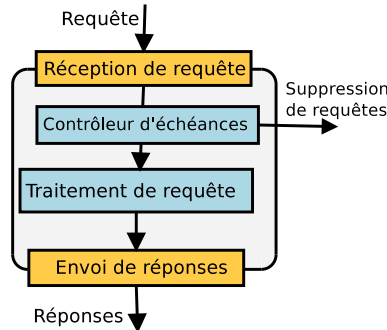 Requête
Réception de requête
Suppression
de requêtes
Contrôleur d'échéances
Traitement de requête
Envoi de réponses
Réponses